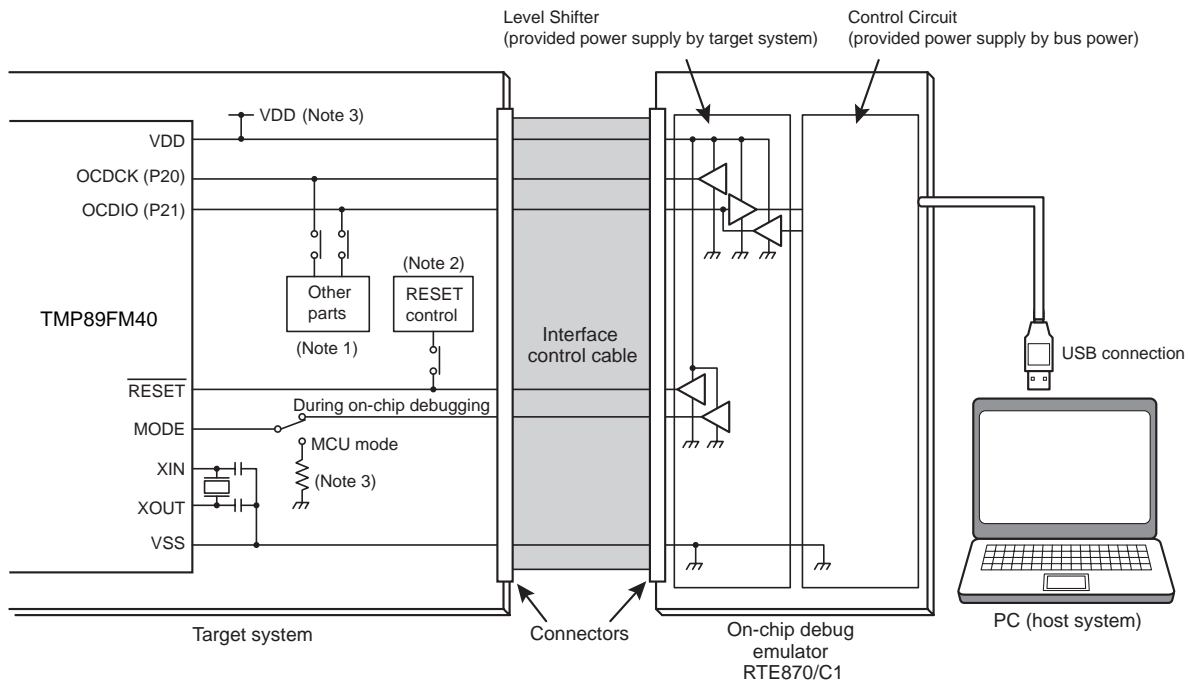 Level Shifter
(provided power supply by target system)
Control Circuit
(provided power supply by bus power)
VDD (Note 3)
VDD
OCDCK (P20)
OCDIO (P21)
(Note 2)
Other
parts
RESET
control
TMP89FM40
(Note 1)
Interface
control cable
USB connection
RESET
During on-chip debugging
MODE
MCU mode
XIN
(Note 3)
XOUT
VSS
Target system
Connectors
On-chip debug
emulator
RTE870/C1
PC (host system)